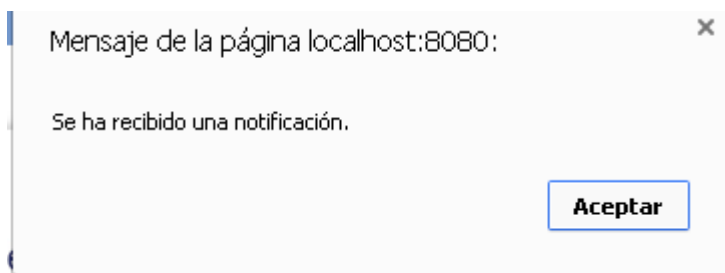 Mensaje de la página localhost:8080:
Se ha recibido una notificación.
Aceptar